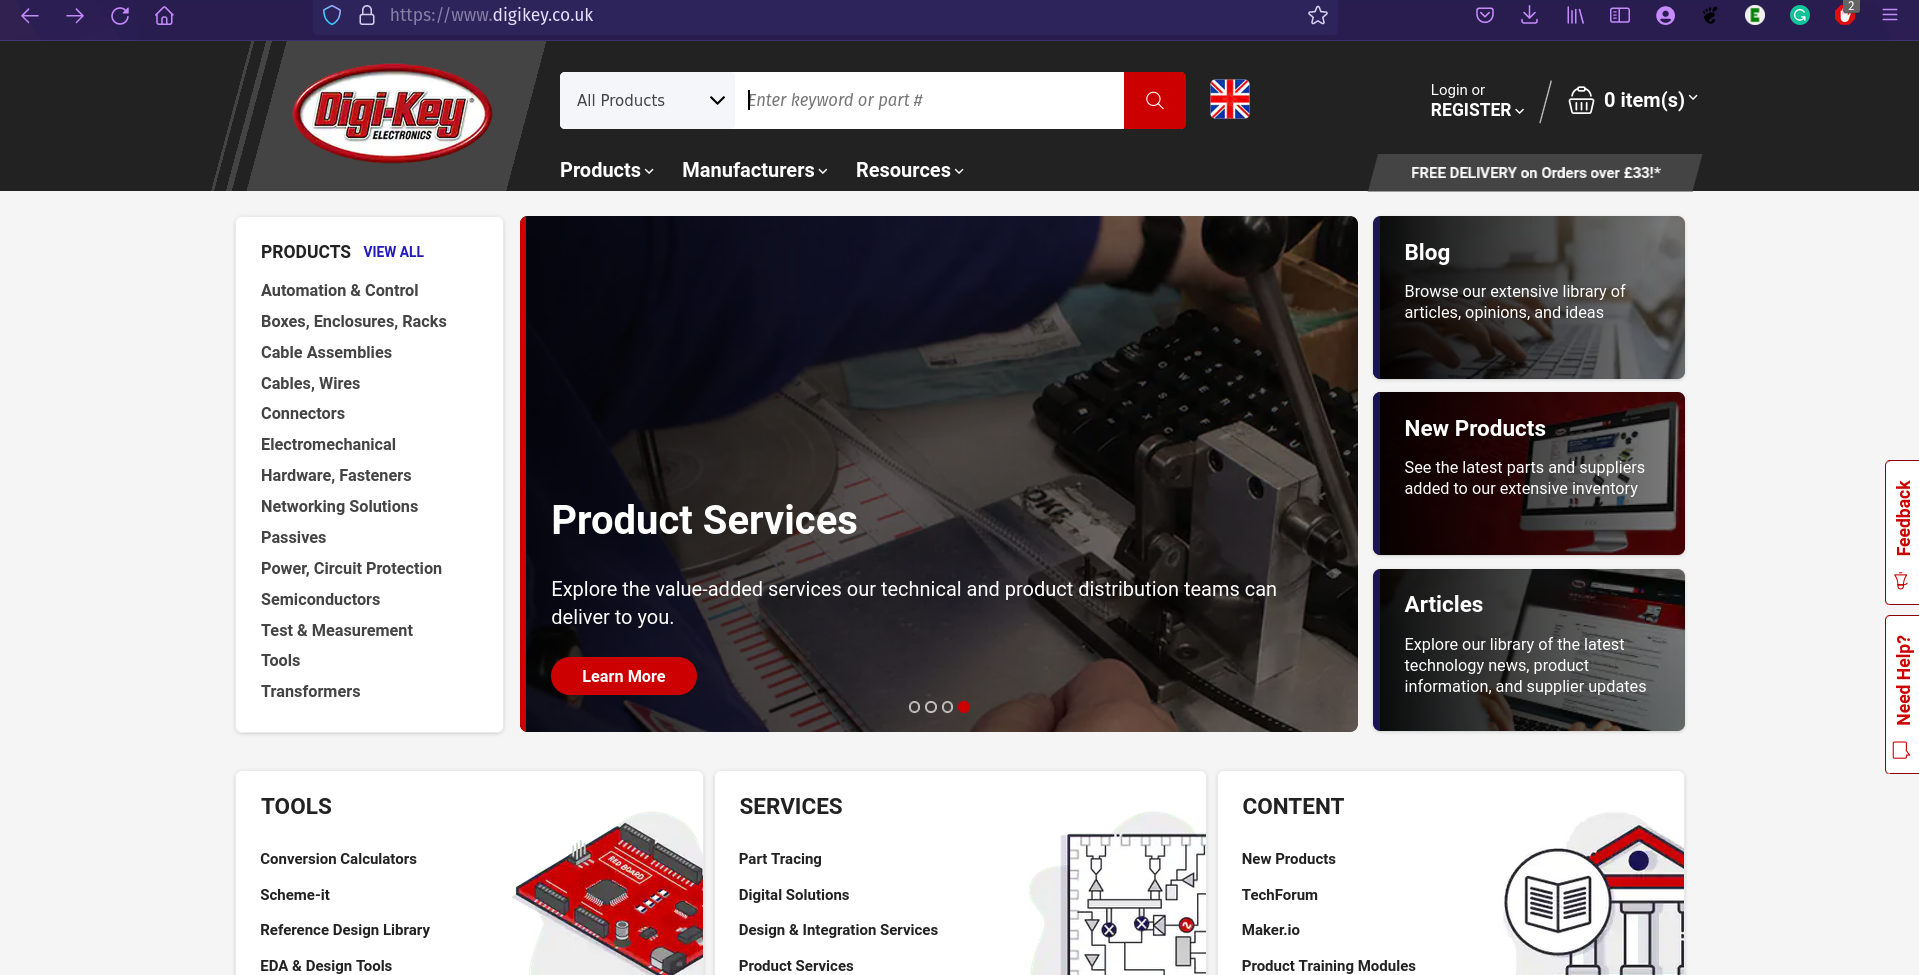 https://www.digikey.co.uk
2
Digi-Key
ELECTRONICS
All Products
Enter keyword or part #
Login or
REGISTER
0 item(s)
Products
Manufacturers
Resources
FREE DELIVERY on Orders over £33!*
PRODUCTS VIEW ALL
Automation & Control
Boxes, Enclosures, Racks
Cable Assemblies
Cables, Wires
Connectors
Electromechanical
Hardware, Fasteners
Networking Solutions
Passives
Power, Circuit Protection
Semiconductors
Test & Measurement
Tools
Transformers
Product Services
Explore the value-added services our technical and product distribution teams can
deliver to you.
Learn More
Blog
Browse our extensive library of
articles, opinions, and ideas
New Products
See the latest parts and suppliers
added to our extensive inventory
Articles
Explore our library of the latest
technology news, product
information, and supplier updates
Feedback
Need Help?
TOOLS
Conversion Calculators
Scheme-it
Reference Design Library
EDA & Design Tools
RED BOARD
SERVICES
Part Tracing
Digital Solutions
Design & Integration Services
Product Services
CONTENT
New Products
TechForum
Maker.io
Product Training Modules